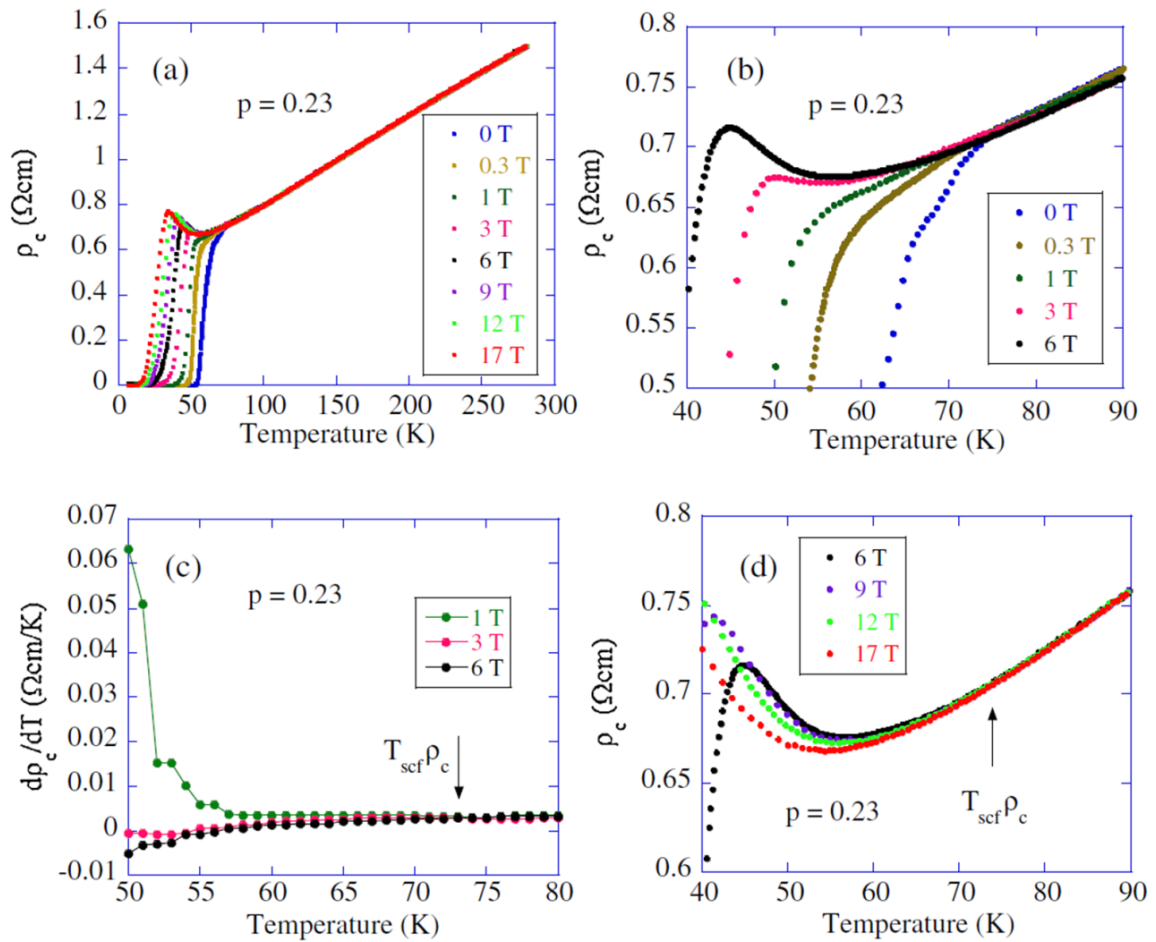 1.6
1.4
1.2
1
0.8
0.6
0.4
0.2
0
ρc (Ωcm)
(a)
p = 0.23
0 T
0.3 T
1 T
3 T
6 T
9 T
12 T
17 T
0 50 100 150 200 250 300
Temperature (K)
0.8
0.75
0.7
0.65
0.6
0.55
0.5
ρc (Ωcm)
(b)
p = 0.23
0 T
0.3 T
1 T
3 T
6 T
40 50 60 70 80 90
Temperature (K)
0.07
0.06
0.05
0.04
0.03
0.02
0.01
0
-0.01
dρc/dT (Ωcm/K)
(c)
p = 0.23
1 T
3 T
6 T
Tscfρc
50 55 60 65 70 75 80
Temperature (K)
0.8
0.75
0.7
0.65
0.6
ρc (Ωcm)
(d)
6 T
9 T
12 T
17 T
p = 0.23
Tscfρc
40 50 60 70 80 90
Temperature (K)